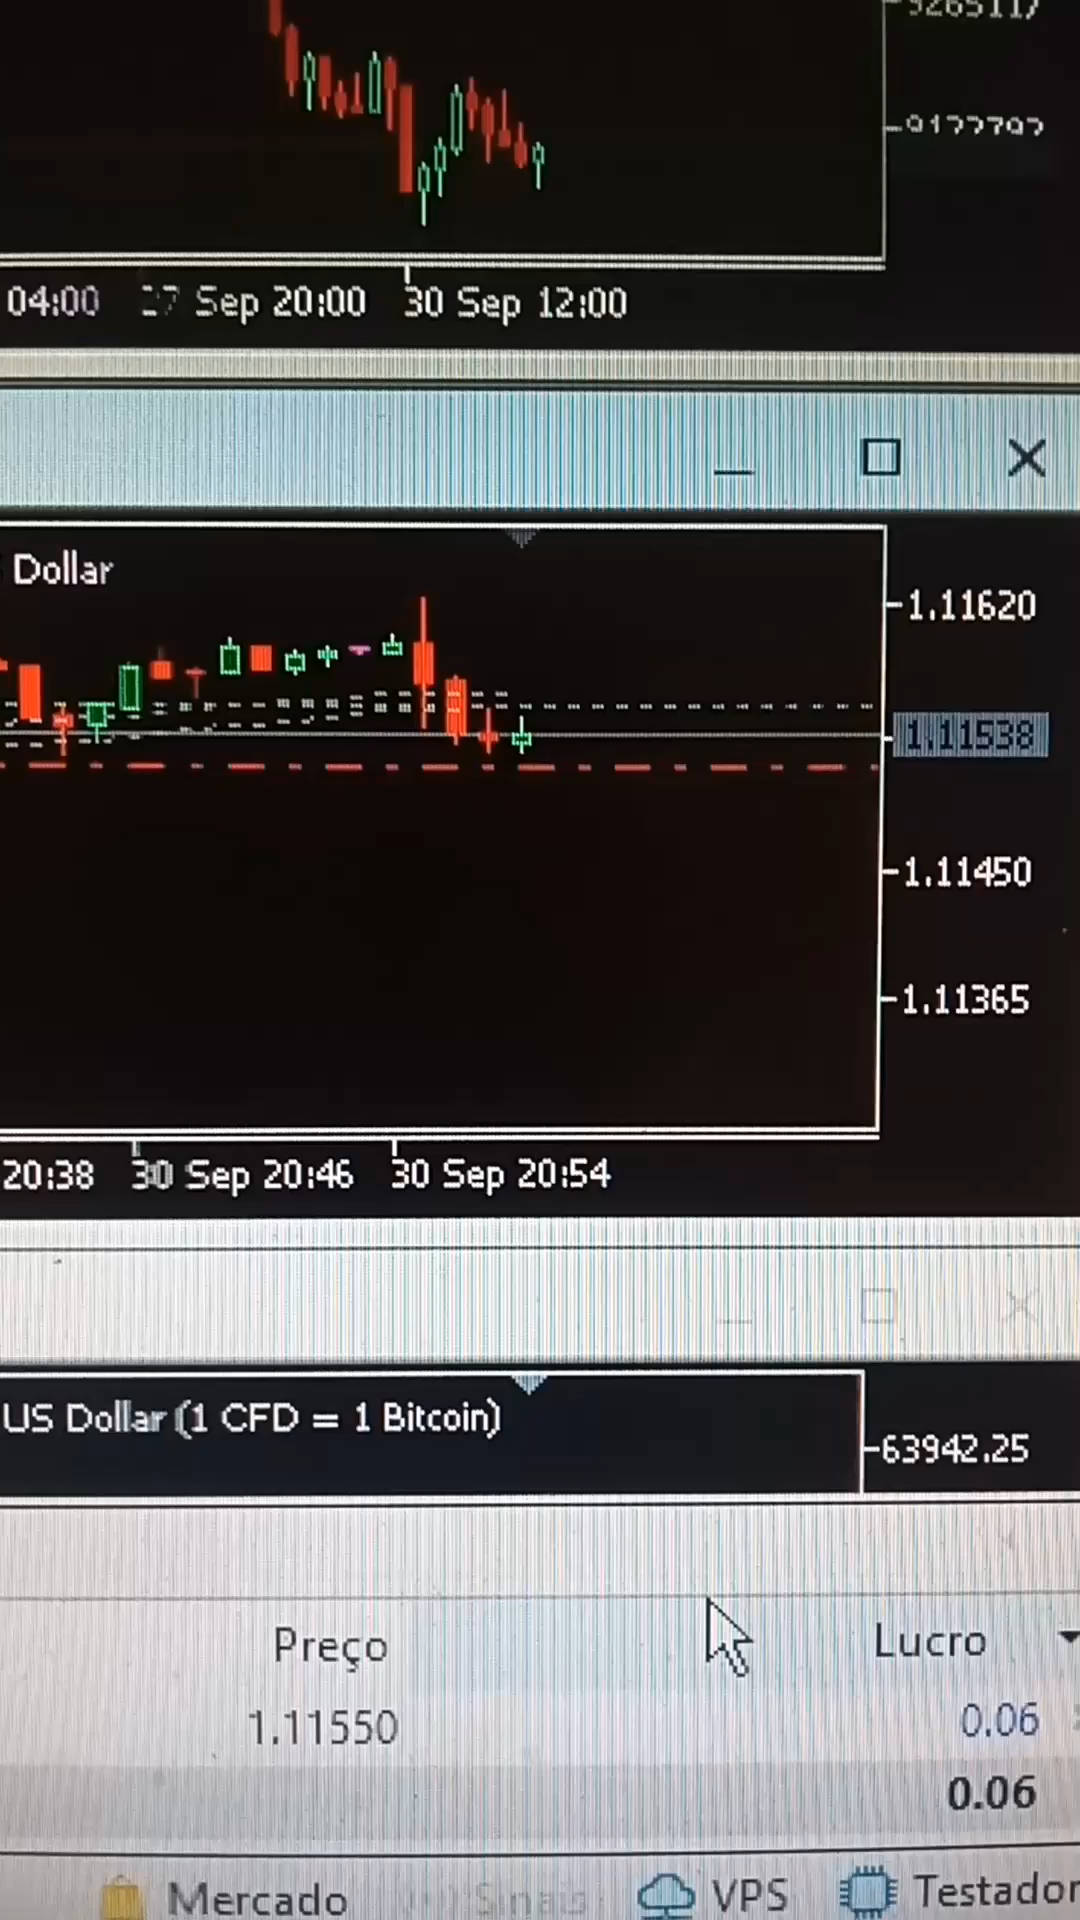 04:00 27 Sep 20:00 30 Sep 12:00
Dollar
1.11620
1.11538
1.11450
1.11365
20:38 30 Sep 20:46 30 Sep 20:54
US Dollar (1 CFD = 1 Bitcoin)
63942.25
Preço Lucro
1.11550 0.06
0.06
Mercado Sinais VPS Testador